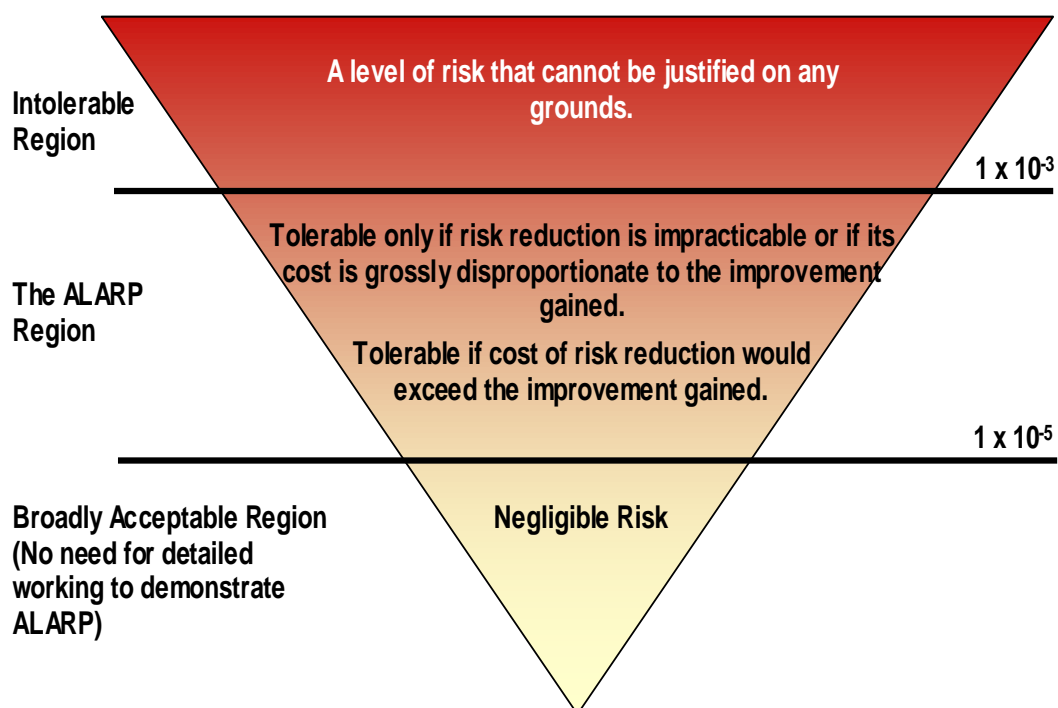 A level of risk that cannot be justified on any
grounds.
Intolerable
Region
1 x 10⁻³
Tolerable only if risk reduction is impracticable or if its
cost is grossly disproportionate to the improvement
gained.
The ALARP
Region
Tolerable if cost of risk reduction would
exceed the improvement gained.
1 x 10⁻⁵
Broadly Acceptable Region
(No need for detailed
working to demonstrate
ALARP)
Negligible Risk